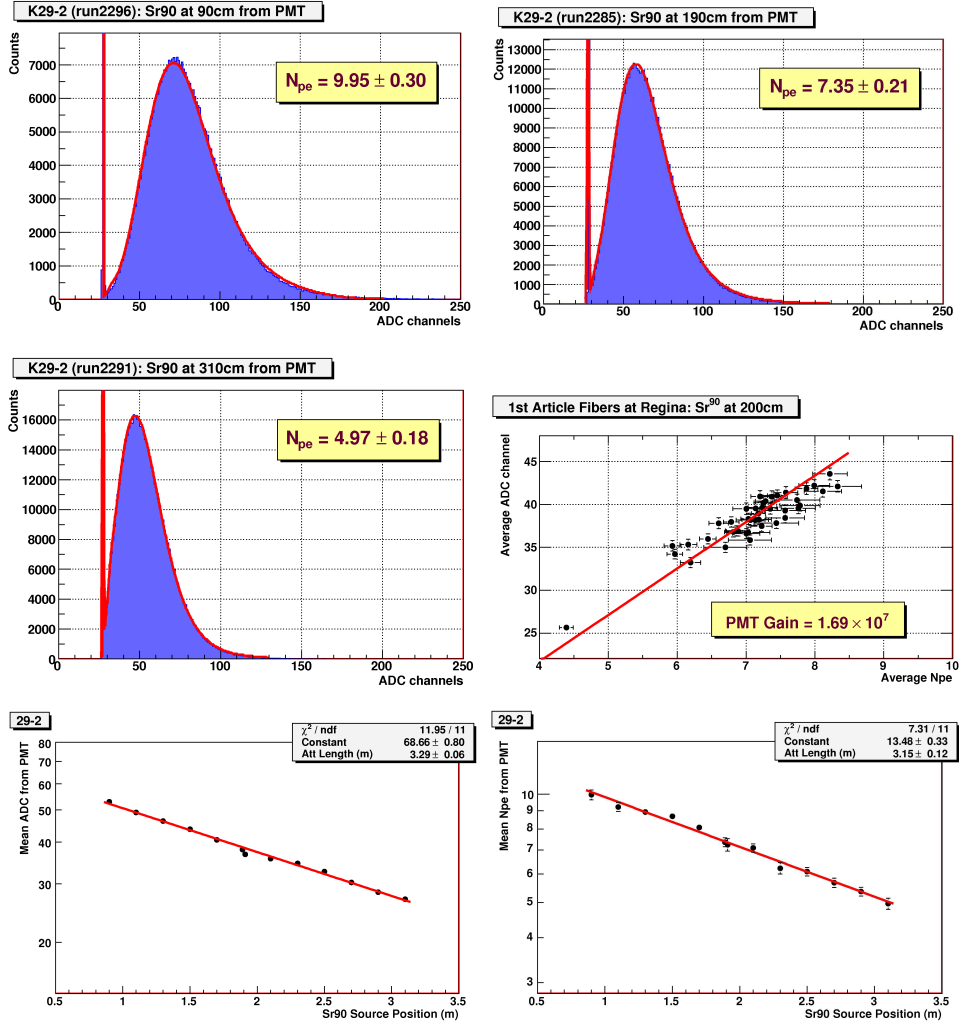 K29-2 (run2296): Sr90 at 90cm from PMT
Counts
7000
6000
5000
4000
3000
2000
1000
0
N_pe = 9.95 ± 0.30
0 50 100 150 200 250
ADC channels
K29-2 (run2285): Sr90 at 190cm from PMT
Counts
13000
12000
11000
10000
9000
8000
7000
6000
5000
4000
3000
2000
1000
0
N_pe = 7.35 ± 0.21
0 50 100 150 200 250
ADC channels
K29-2 (run2291): Sr90 at 310cm from PMT
Counts
16000
14000
12000
10000
8000
6000
4000
2000
0
N_pe = 4.97 ± 0.18
0 50 100 150 200 250
ADC channels
1st Article Fibers at Regina: Sr^90 at 200cm
Average ADC channel
45
40
35
30
25
PMT Gain = 1.69 × 10^7
4 5 6 7 8 9 10
Average Npe
29-2
χ² / ndf 11.95 / 11
Constant 68.66 ± 0.80
Att Length (m) 3.29 ± 0.06
Mean ADC from PMT
80
70
60
50
40
30
20
0.5 1 1.5 2 2.5 3 3.5
Sr90 Source Position (m)
29-2
χ² / ndf 7.31 / 11
Constant 13.48 ± 0.33
Att Length (m) 3.15 ± 0.12
Mean Npe from PMT
10
9
8
7
6
5
4
3
0.5 1 1.5 2 2.5 3 3.5
Sr90 Source Position (m)